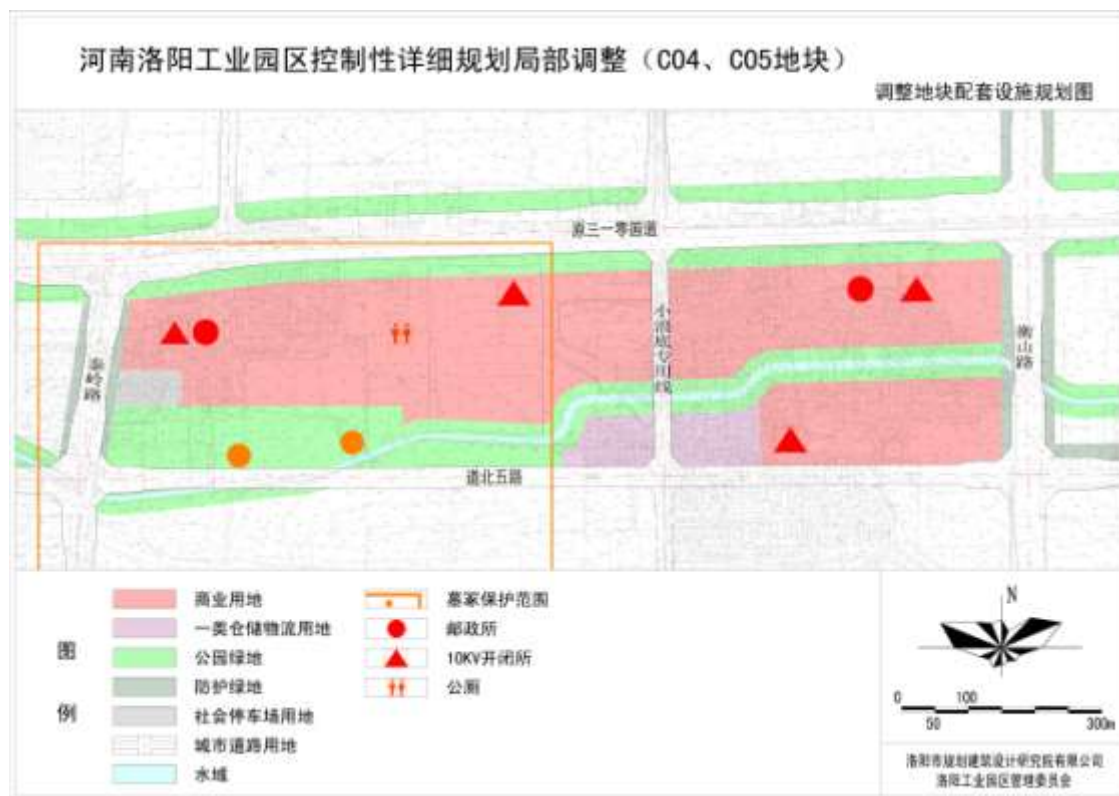 河南洛阳工业园区控制性详细规划局部调整（C04、C05地块）
调整地块配套设施规划图
原三一零国道
小浪底专用线
秦岭路
衡山路
道北五路
图例
商业用地
一类仓储物流用地
公园绿地
防护绿地
社会停车场用地
城市道路用地
水域
墓冢保护范围
邮政所
10KV开闭所
公厕
N
0 100
50 300m
洛阳市规划建筑设计研究院有限公司
洛阳工业园区管理委员会